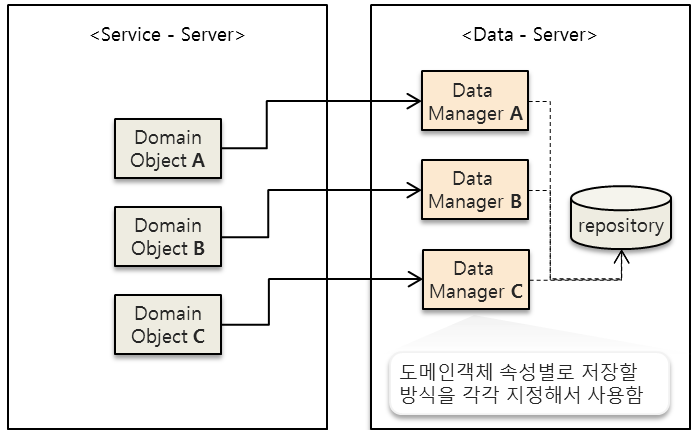 <Service - Server>
<Data - Server>
Domain
Object A
Domain
Object B
Domain
Object C
Data
Manager A
Data
Manager B
Data
Manager C
repository
도메인객체 속성별로 저장할
방식을 각각 지정해서 사용함